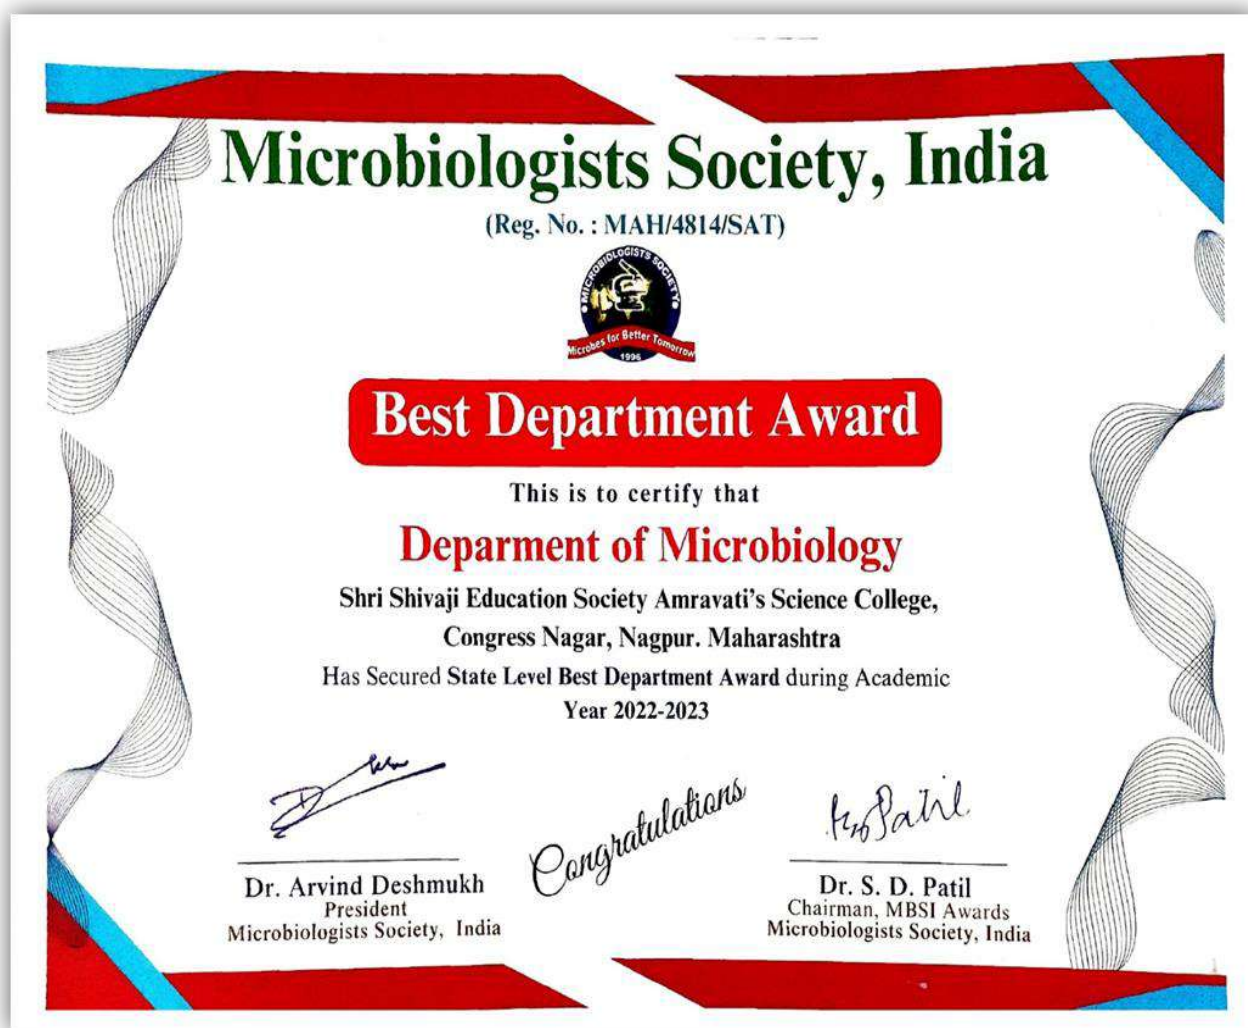 Microbiologists Society, India
(Reg. No. : MAH/4814/SAT)
MICROBIOLOGISTS SOCIETY
Microbes for Better Tomorrow
1996
Best Department Award
This is to certify that
Deparment of Microbiology
Shri Shivaji Education Society Amravati's Science College,
Congress Nagar, Nagpur. Maharashtra
Has Secured State Level Best Department Award during Academic
Year 2022-2023
Congratulations
Patil
Dr. Arvind Deshmukh
President
Microbiologists Society, India
Dr. S. D. Patil
Chairman, MBSI Awards
Microbiologists Society, India